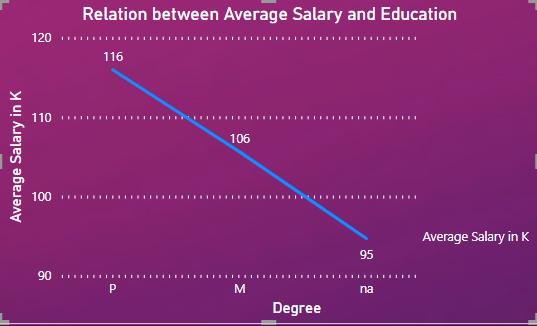 Relation between Average Salary and Education
120
116
110
106
100
Average Salary in K
95
90
P M na
Degree
Average Salary in K